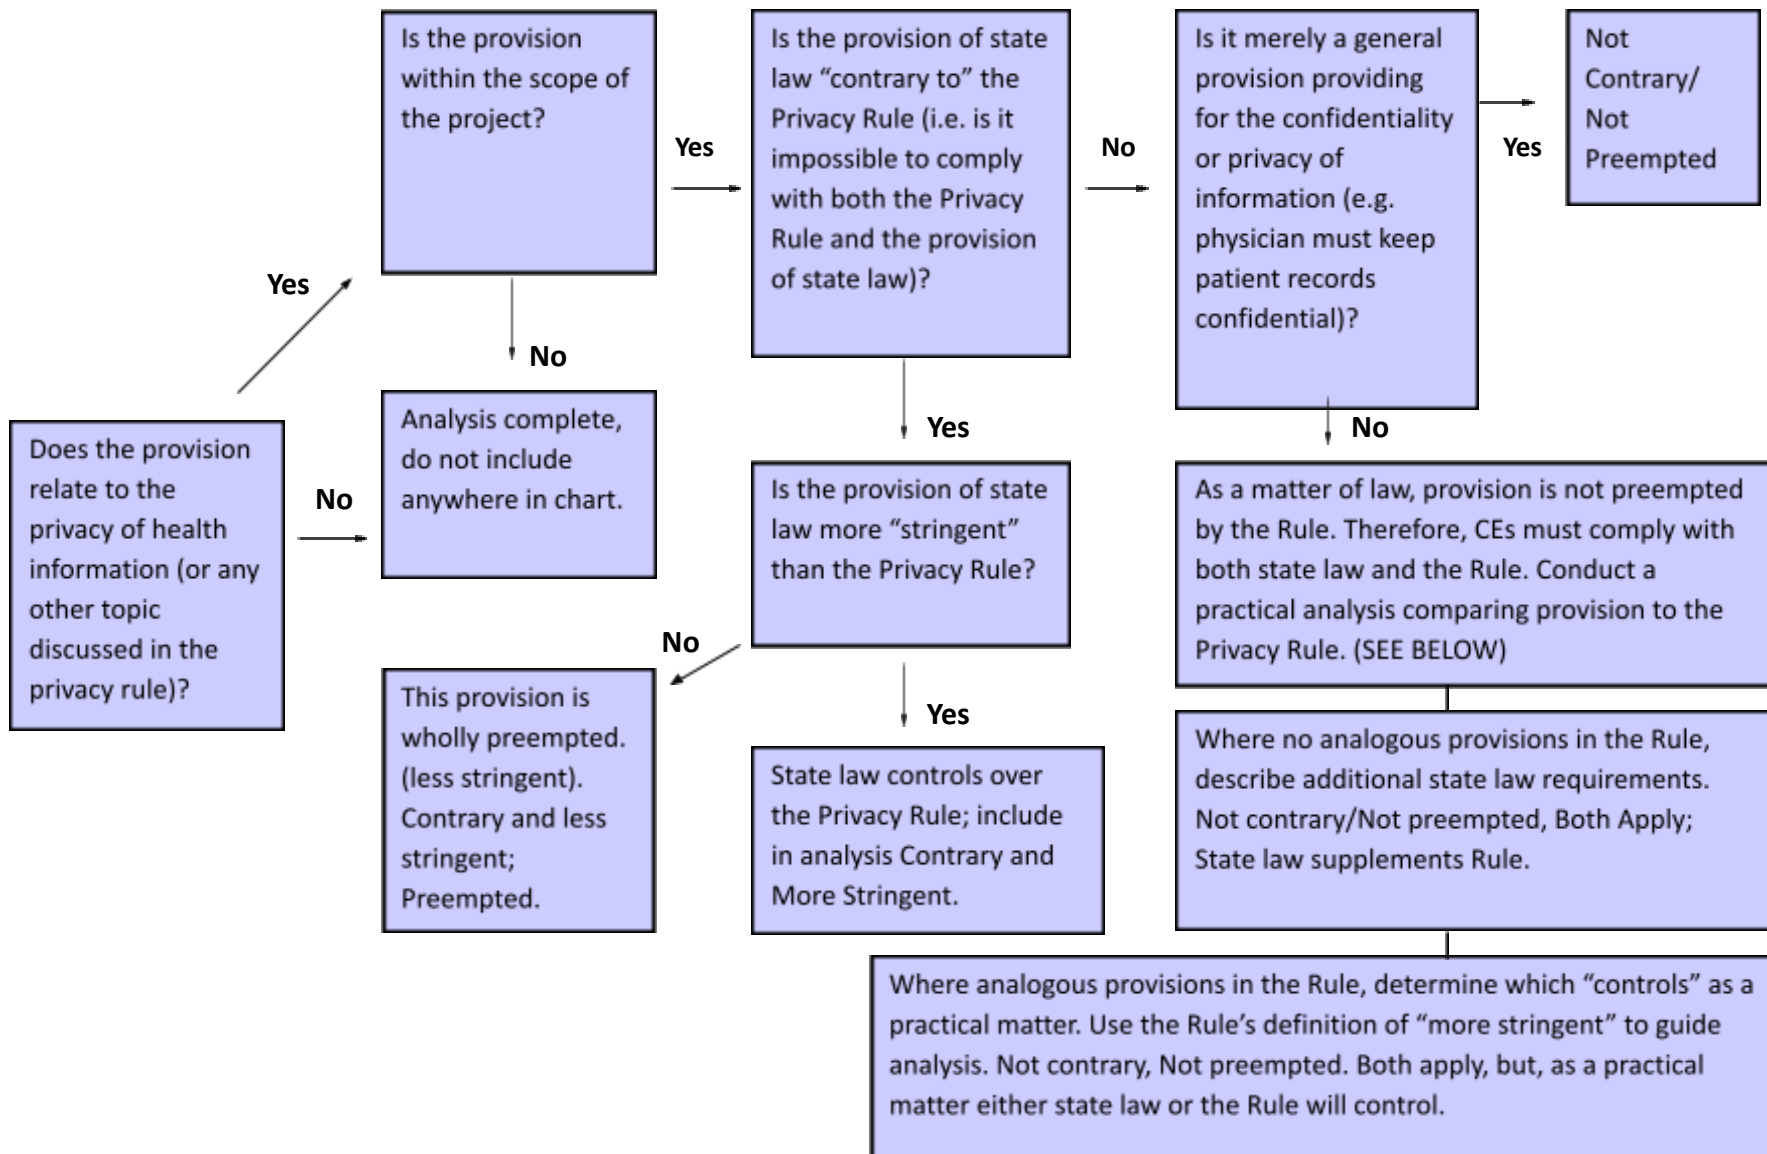 Is the provision
within the scope of
the project?
Yes
Is the provision of state
law “contrary to” the
Privacy Rule (i.e. is it
impossible to comply
with both the Privacy
Rule and the provision
of state law)?
No
Is it merely a general
provision providing
for the confidentiality
or privacy of
information (e.g.
physician must keep
patient records
confidential)?
Yes
Not
Contrary/
Not
Preempted
Yes
No
Does the provision
relate to the
privacy of health
information (or any
other topic
discussed in the
privacy rule)?
No
Analysis complete,
do not include
anywhere in chart.
Yes
Is the provision of state
law more “stringent”
than the Privacy Rule?
No
As a matter of law, provision is not preempted
by the Rule. Therefore, CEs must comply with
both state law and the Rule. Conduct a
practical analysis comparing provision to the
Privacy Rule. (SEE BELOW)
No
This provision is
wholly preempted.
(less stringent).
Contrary and less
stringent;
Preempted.
Yes
State law controls over
the Privacy Rule; include
in analysis Contrary and
More Stringent.
Where no analogous provisions in the Rule,
describe additional state law requirements.
Not contrary/Not preempted, Both Apply;
State law supplements Rule.
Where analogous provisions in the Rule, determine which “controls” as a
practical matter. Use the Rule’s definition of “more stringent” to guide
analysis. Not contrary, Not preempted. Both apply, but, as a practical
matter either state law or the Rule will control.